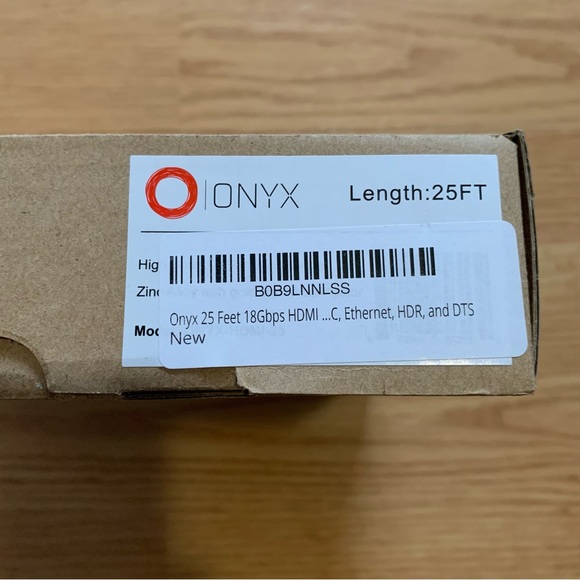 ONYX
Length:25FT
Hig
Zinc
Mod
B0B9LNNLSS
Onyx 25 Feet 18Gbps HDMI ...C, Ethernet, HDR, and DTS
New